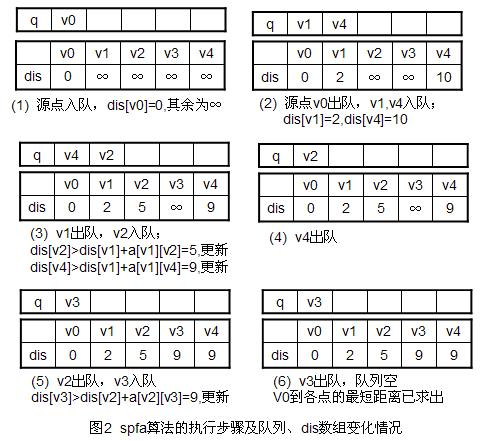 q v0
v0 v1 v2 v3 v4
dis 0 ∞ ∞ ∞ ∞
(1) 源点入队，dis[v0]=0,其余为∞
q v1 v4
v0 v1 v2 v3 v4
dis 0 2 ∞ ∞ 10
(2) 源点v0出队，v1,v4入队；
dis[v1]=2,dis[v4]=10
q v4 v2
v0 v1 v2 v3 v4
dis 0 2 5 ∞ 9
(3) v1出队，v2入队；
dis[v2]>dis[v1]+a[v1][v2]=5,更新
dis[v4]>dis[v1]+a[v1][v4]=9,更新
q v2
v0 v1 v2 v3 v4
dis 0 2 5 ∞ 9
(4) v4出队
q v3
v0 v1 v2 v3 v4
dis 0 2 5 9 9
(5) v2出队，v3入队
dis[v3]>dis[v2]+a[v2][v3]=9,更新
q v3
v0 v1 v2 v3 v4
dis 0 2 5 9 9
(6) v3出队，队列空
V0到各点的最短距离已求出
图2 spfa算法的执行步骤及队列、dis数组变化情况